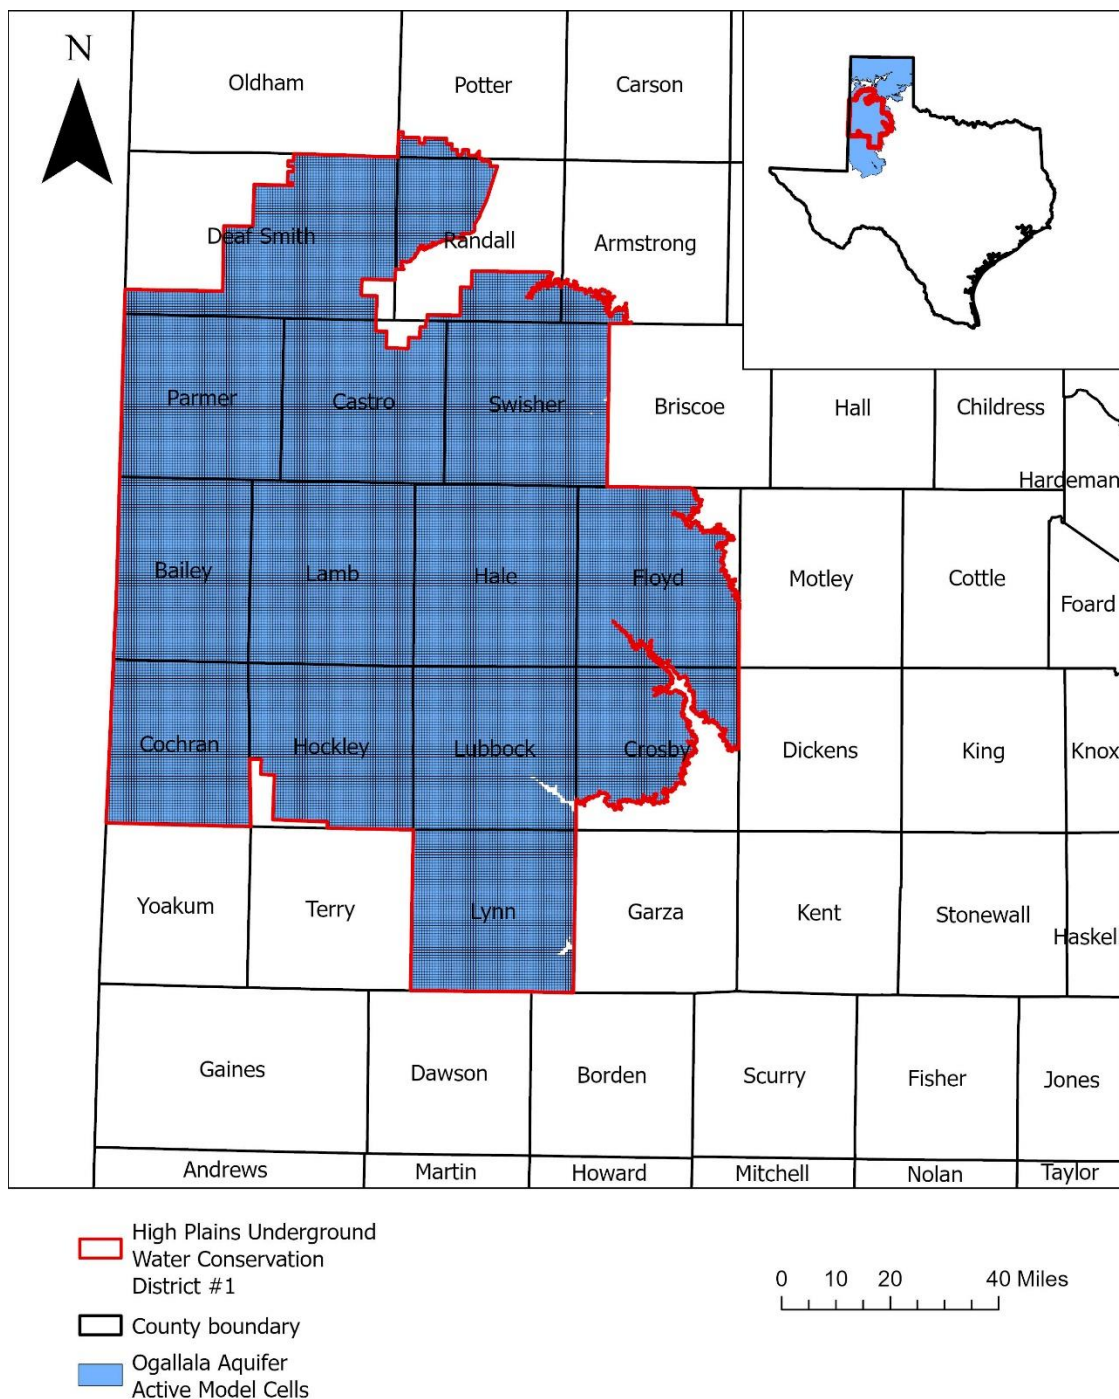 N
Oldham
Potter
Carson
Deaf Smith
Randall
Armstrong
Parmer
Castro
Swisher
Briscoe
Hall
Childress
Hardeman
Bailey
Lamb
Hale
Floyd
Motley
Cottle
Foard
Cochran
Hockley
Lubbock
Crosby
Dickens
King
Knox
Yoakum
Terry
Lynn
Garza
Kent
Stonewall
Haskel
Gaines
Dawson
Borden
Scurry
Fisher
Jones
Andrews
Martin
Howard
Mitchell
Nolan
Taylor
High Plains Underground
Water Conservation
District #1
County boundary
Ogallala Aquifer
Active Model Cells
0 10 20 40 Miles